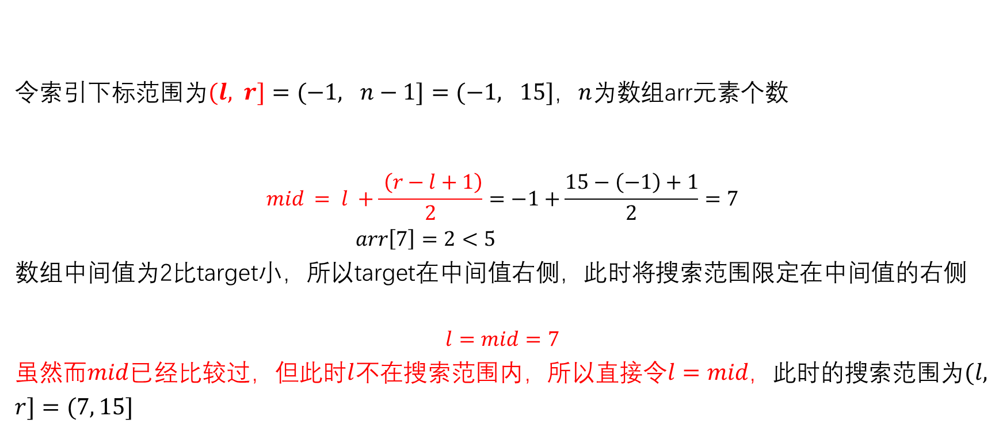 令索引下标范围为(l, r] = (−1, n − 1] = (−1, 15]，n为数组arr元素个数
mid = l + (r − l + 1)/2 = −1 + 15 − (−1) + 1/2 = 7
arr[7] = 2 < 5
数组中间值为2比target小，所以target在中间值右侧，此时将搜索范围限定在中间值的右侧
l = mid = 7
虽然而mid已经比较过，但此时l不在搜索范围内，所以直接令l = mid，此时的搜索范围为(l,
r] = (7, 15]